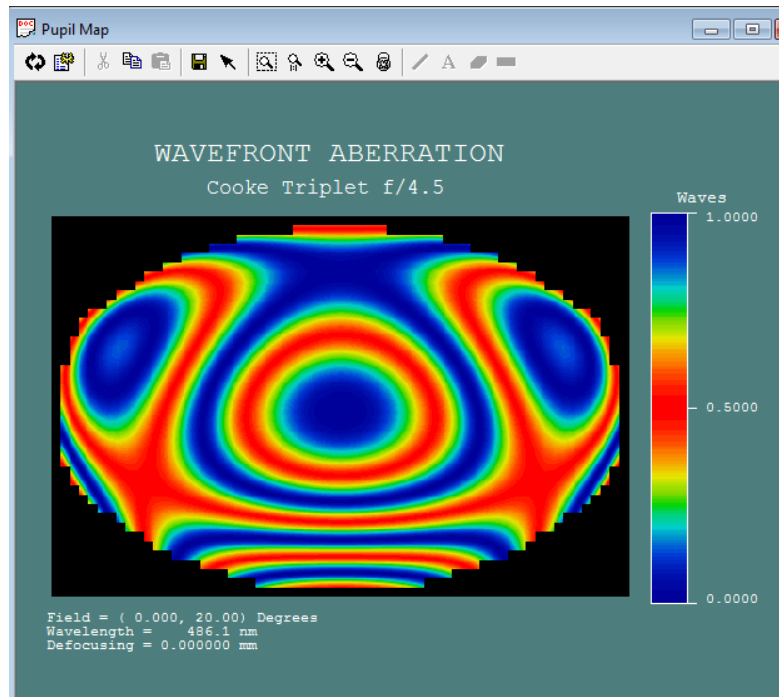 Pupil Map
A
WAVEFRONT ABERRATION
Cooke Triplet f/4.5
Waves
1.0000
0.5000
0.0000
Field = ( 0.000, 20.00) Degrees
Wavelength =    486.1 nm
Defocusing = 0.000000 mm